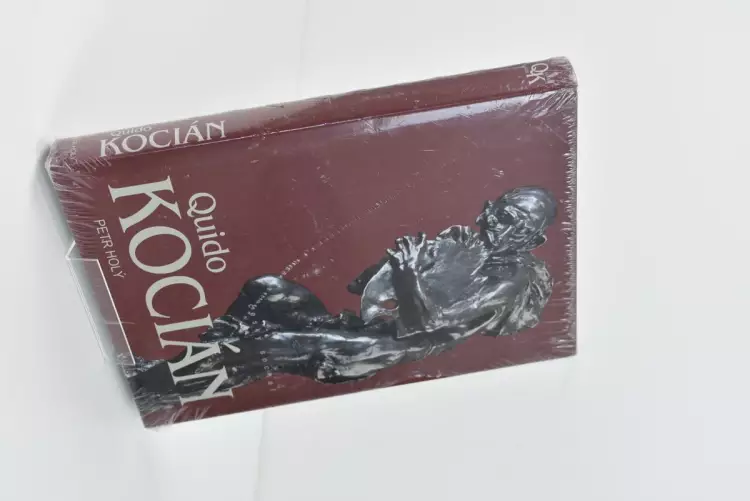 Quido
KOCIÁN
PETR HOLÝ
Quido
KOCIÁN
QK